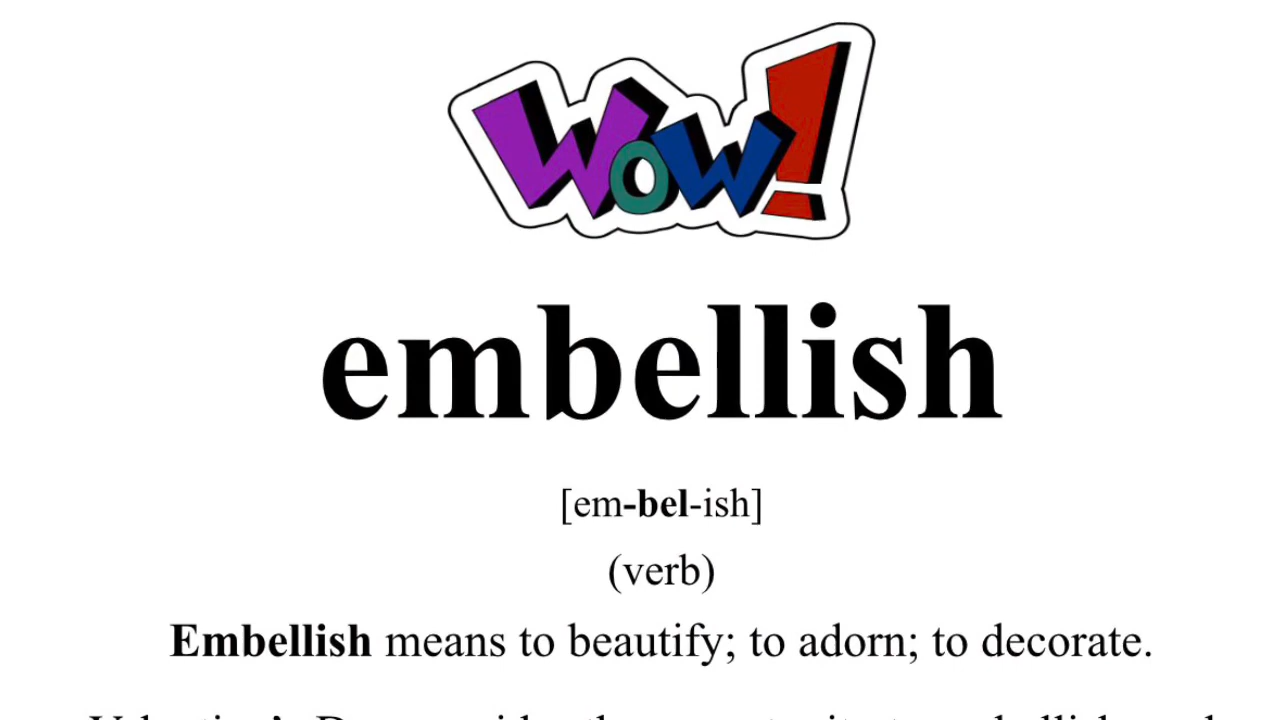 Wow!
embellish
[em-bel-ish]
(verb)
Embellish means to beautify; to adorn; to decorate.